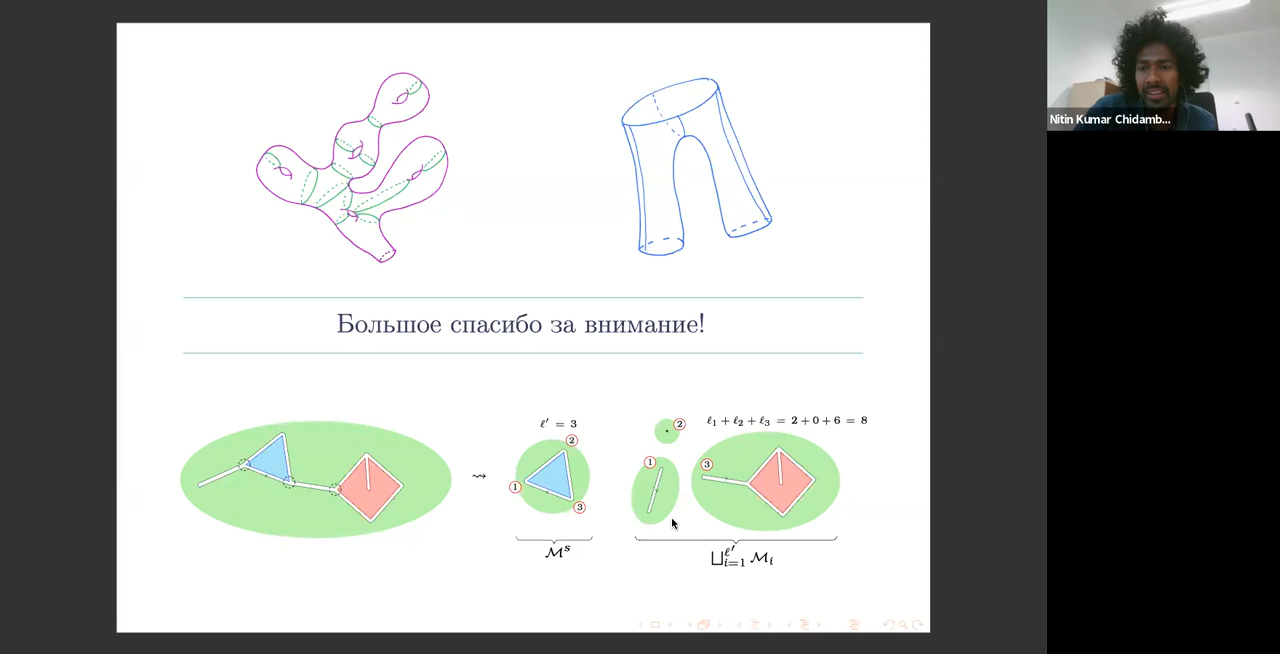 Nitin Kumar Chidamb...
Большое спасибо за внимание!
ℓ′ = 3
ℓ₁ + ℓ₂ + ℓ₃ = 2 + 0 + 6 = 8
2
2
1
3
1
3
⇝
ℳˢ
⨆ᵢ₌₁^ℓ′ ℳᵢ